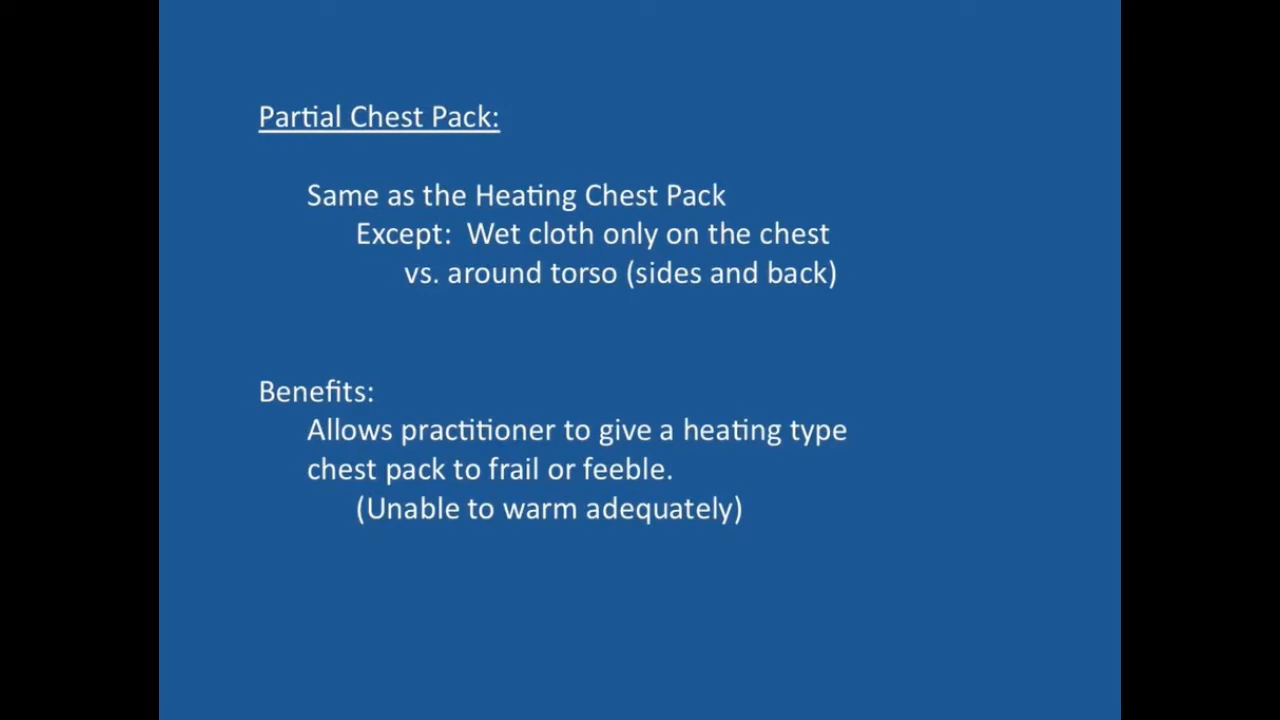 Partial Chest Pack:
Same as the Heating Chest Pack
Except:  Wet cloth only on the chest
vs. around torso (sides and back)
Benefits:
Allows practitioner to give a heating type
chest pack to frail or feeble.
(Unable to warm adequately)